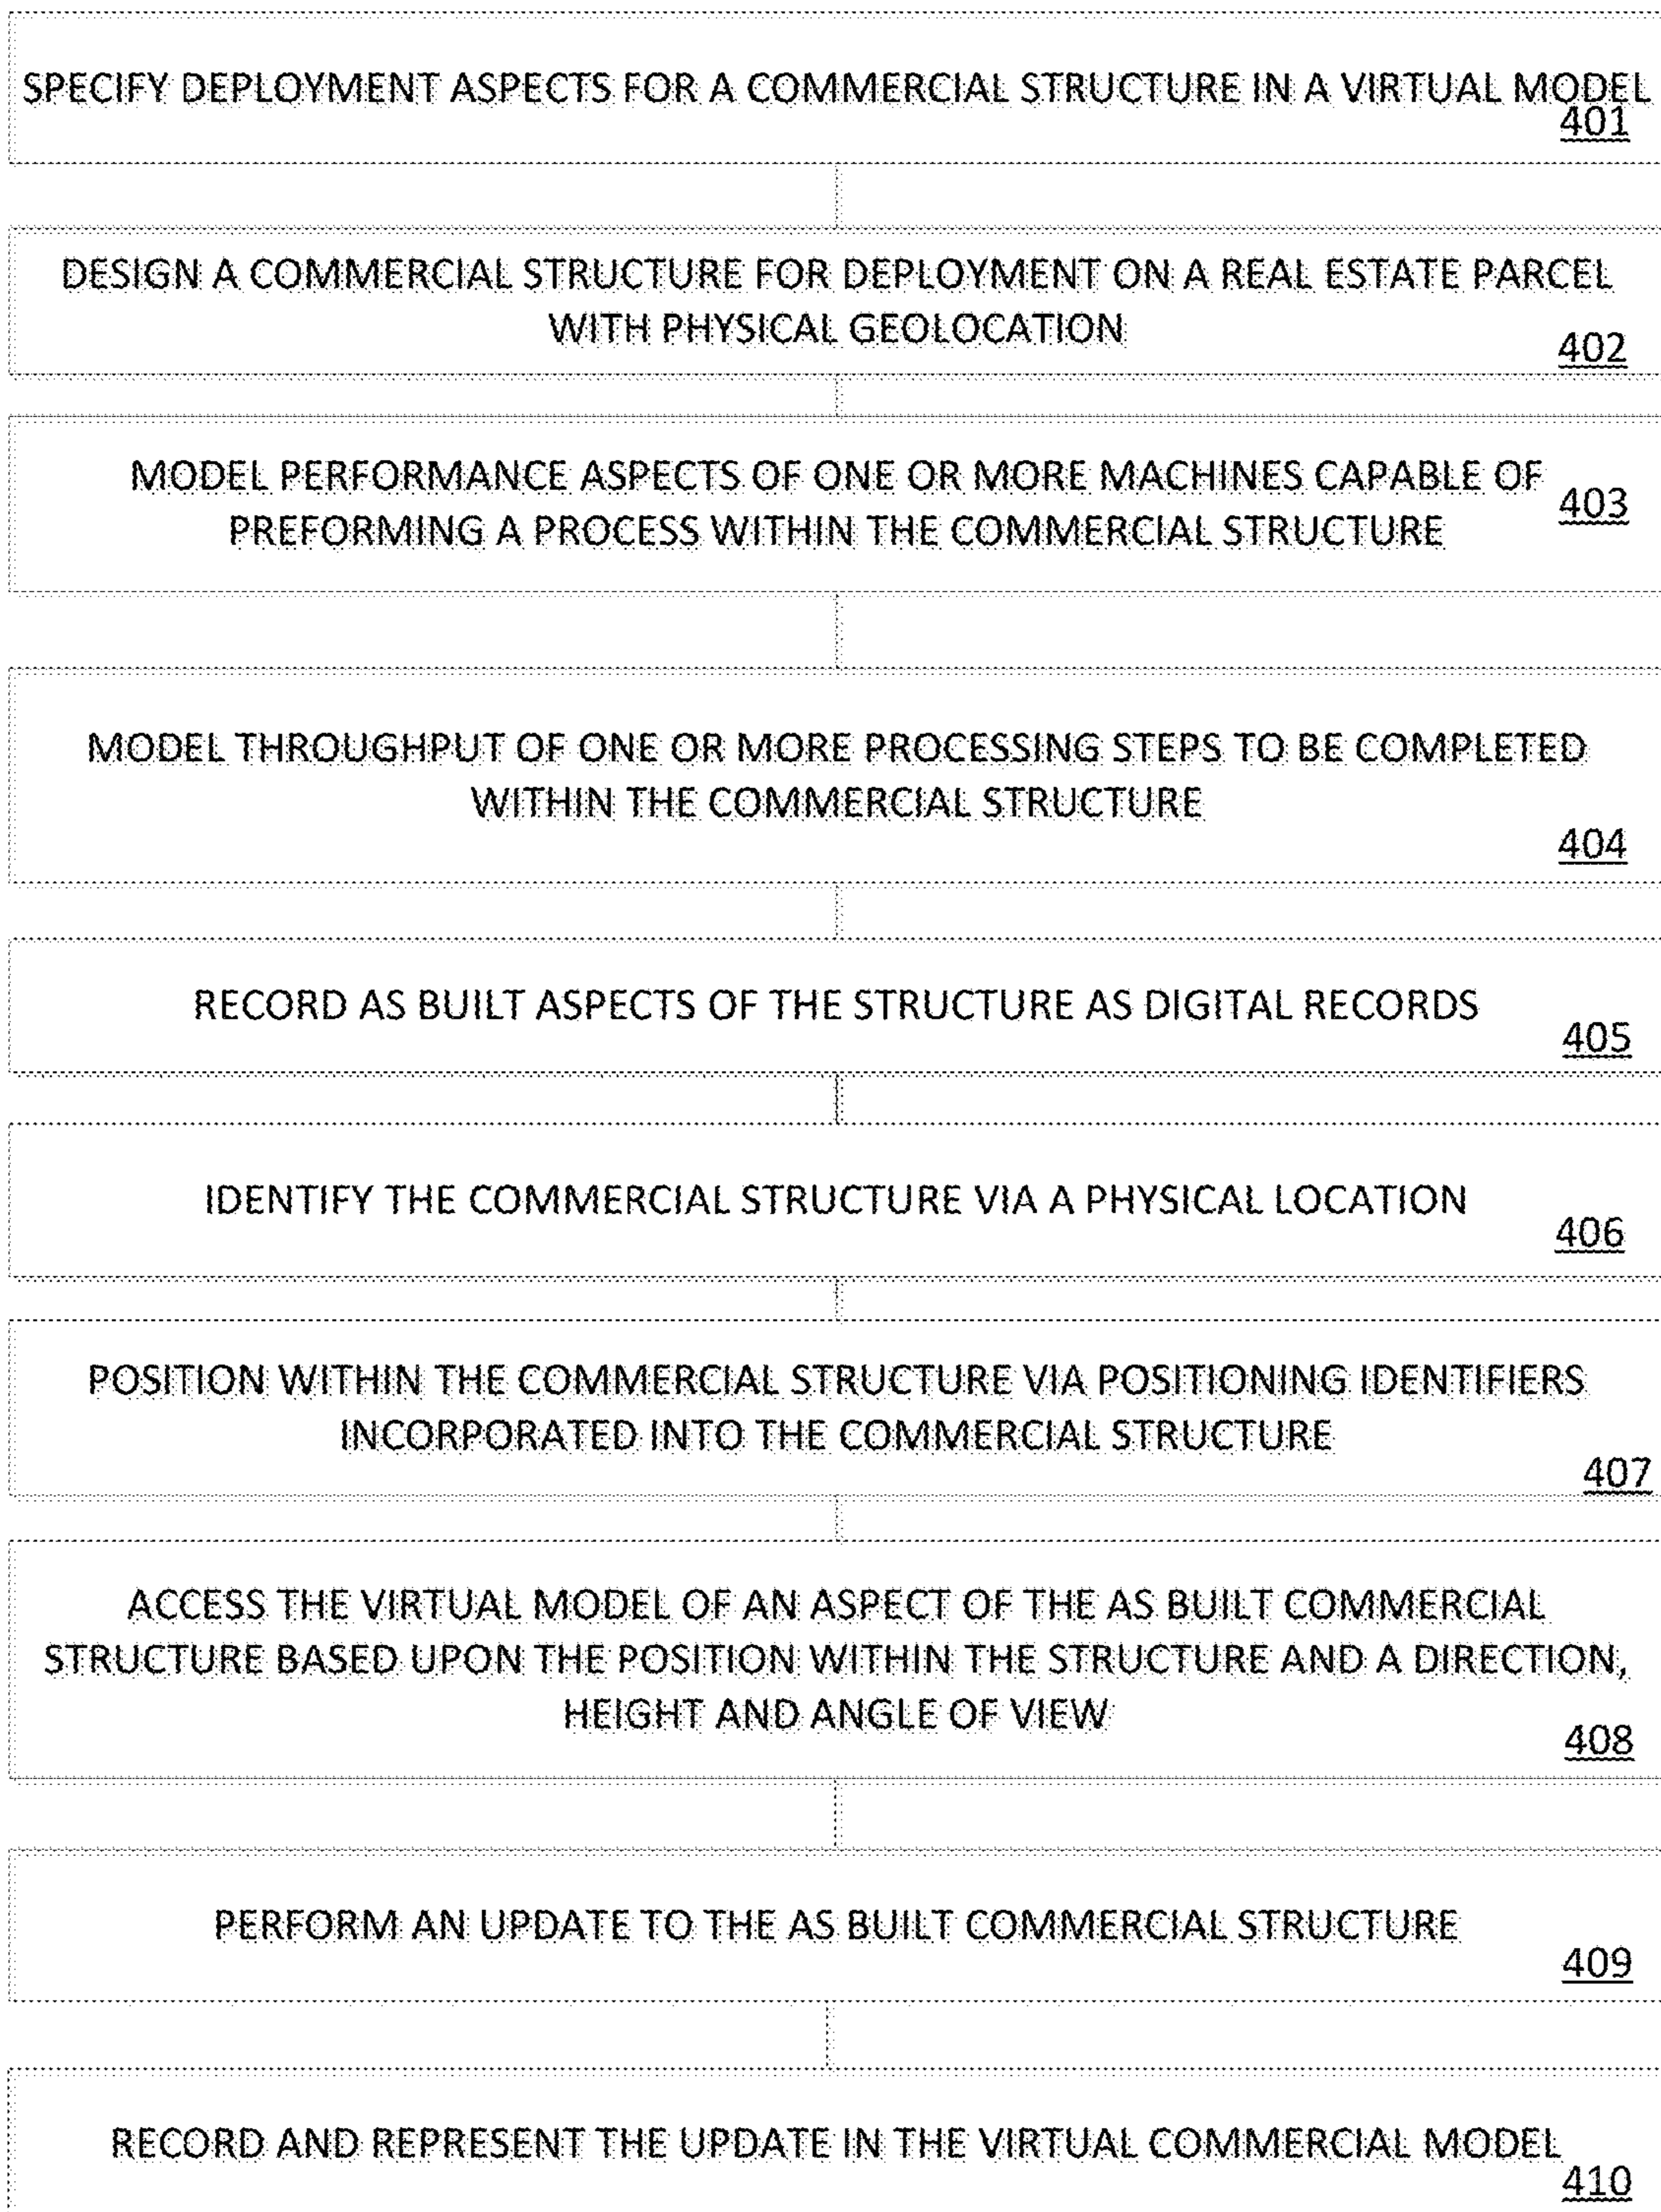 SPECIFY DEPLOYMENT ASPECTS FOR A COMMERCIAL STRUCTURE IN A VIRTUAL MODEL
401
DESIGN A COMMERCIAL STRUCTURE FOR DEPLOYMENT ON A REAL ESTATE PARCEL
WITH PHYSICAL GEOLOCATION
402
MODEL PERFORMANCE ASPECTS OF ONE OR MORE MACHINES CAPABLE OF
403
PREFORMING A PROCESS WITHIN THE COMMERCIAL STRUCTURE
MODEL THROUGHPUT OF ONE OR MORE PROCESSING STEPS TO BE COMPLETED
WITHIN THE COMMERCIAL STRUCTURE
404
RECORD AS BUILT ASPECTS OF THE STRUCTURE AS DIGITAL RECORDS
405
IDENTIFY THE COMMERCIAL STRUCTURE VIA A PHYSICAL LOCATION
406
POSITION WITHIN THE COMMERCIAL STRUCTURE VIA POSITIONING IDENTIFIERS
INCORPORATED INTO THE COMMERCIAL STRUCTURE
407
ACCESS THE VIRTUAL MODEL OF AN ASPECT OF THE AS BUILT COMMERCIAL
STRUCTURE BASED UPON THE POSITION WITHIN THE STRUCTURE AND A DIRECTION,
HEIGHT AND ANGLE OF VIEW
408
PERFORM AN UPDATE TO THE AS BUILT COMMERCIAL STRUCTURE
409
RECORD AND REPRESENT THE UPDATE IN THE VIRTUAL COMMERCIAL MODEL
410